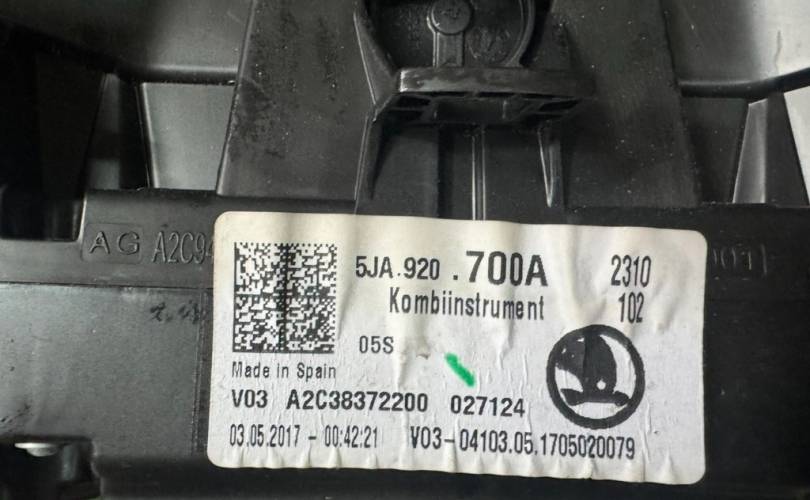 AG A2C9
5JA.920 .700A 2310
Kombiinstrument 102
05S
Made in Spain
V03 A2C38372200 027124
03.05.2017 - 00:42:21 V03-04103.05.1705020079